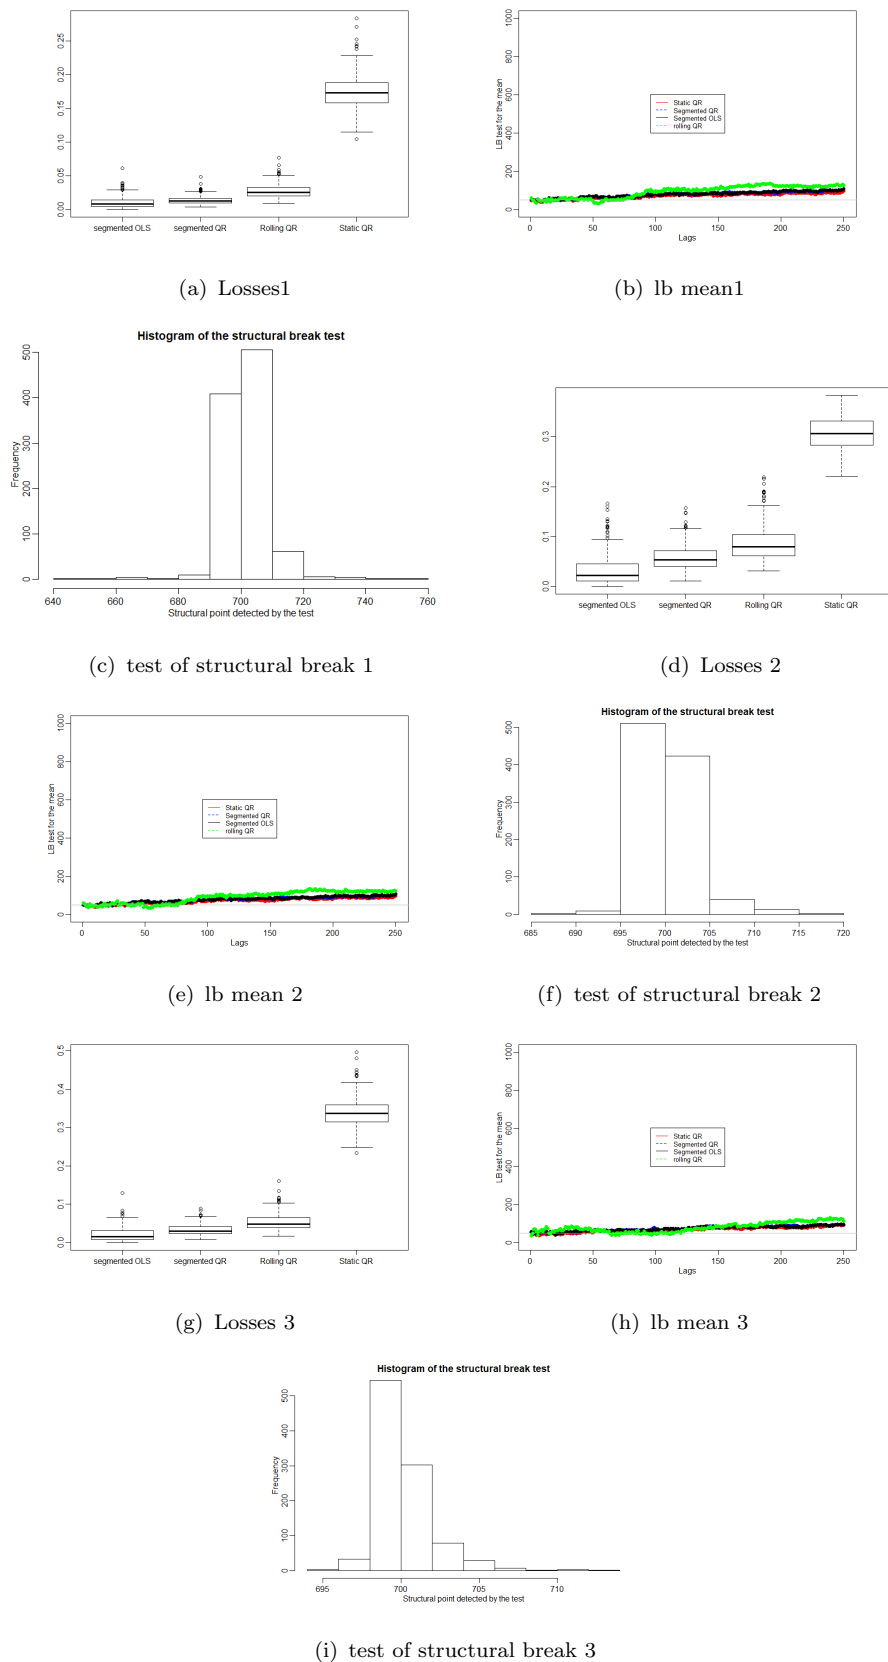 0.00 0.05 0.10 0.15 0.20 0.25
segmented OLS segmented QR Rolling QR Static QR
(a) Losses1
LB test for the mean
0 200 400 600 800 1000
Static QR
Segmented QR
Segmented OLS
rolling QR
0 50 100 150 200 250
Lags
(b) lb mean1
Histogram of the structural break test
Frequency
0 100 200 300 400 500
640 660 680 700 720 740 760
Structural point detected by the test
(c) test of structural break 1
0.0 0.1 0.2 0.3
segmented OLS segmented QR Rolling QR Static QR
(d) Losses 2
LB test for the mean
0 200 400 600 800 1000
Static QR
Segmented QR
Segmented OLS
rolling QR
0 50 100 150 200 250
Lags
(e) lb mean 2
Histogram of the structural break test
Frequency
0 100 200 300 400 500
685 690 695 700 705 710 715 720
Structural point detected by the test
(f) test of structural break 2
0.0 0.1 0.2 0.3 0.4 0.5
segmented OLS segmented QR Rolling QR Static QR
(g) Losses 3
LB test for the mean
0 200 400 600 800 1000
Static QR
Segmented QR
Segmented OLS
rolling QR
0 50 100 150 200 250
Lags
(h) lb mean 3
Histogram of the structural break test
Frequency
0 100 200 300 400 500
695 700 705 710
Structural point detected by the test
(i) test of structural break 3